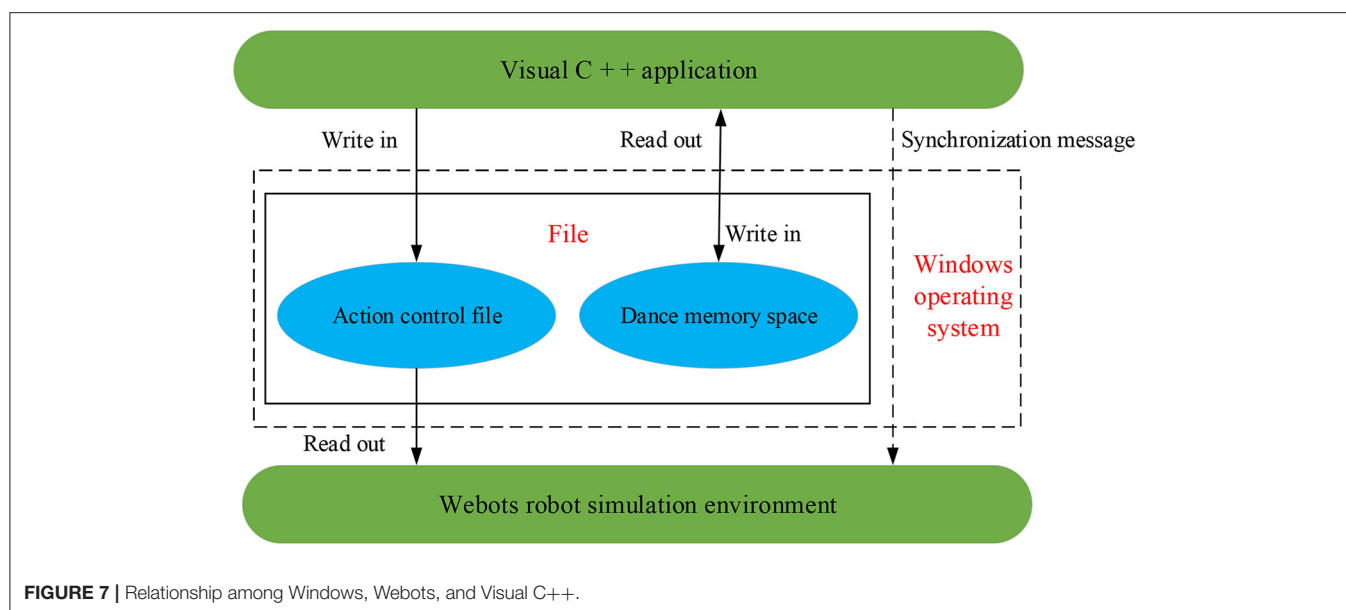 Visual C + + application
Write in
Read out
Synchronization message
File
Write in
Windows
operating
system
Action control file
Dance memory space
Read out
Webots robot simulation environment
FIGURE 7 | Relationship among Windows, Webots, and Visual C++.